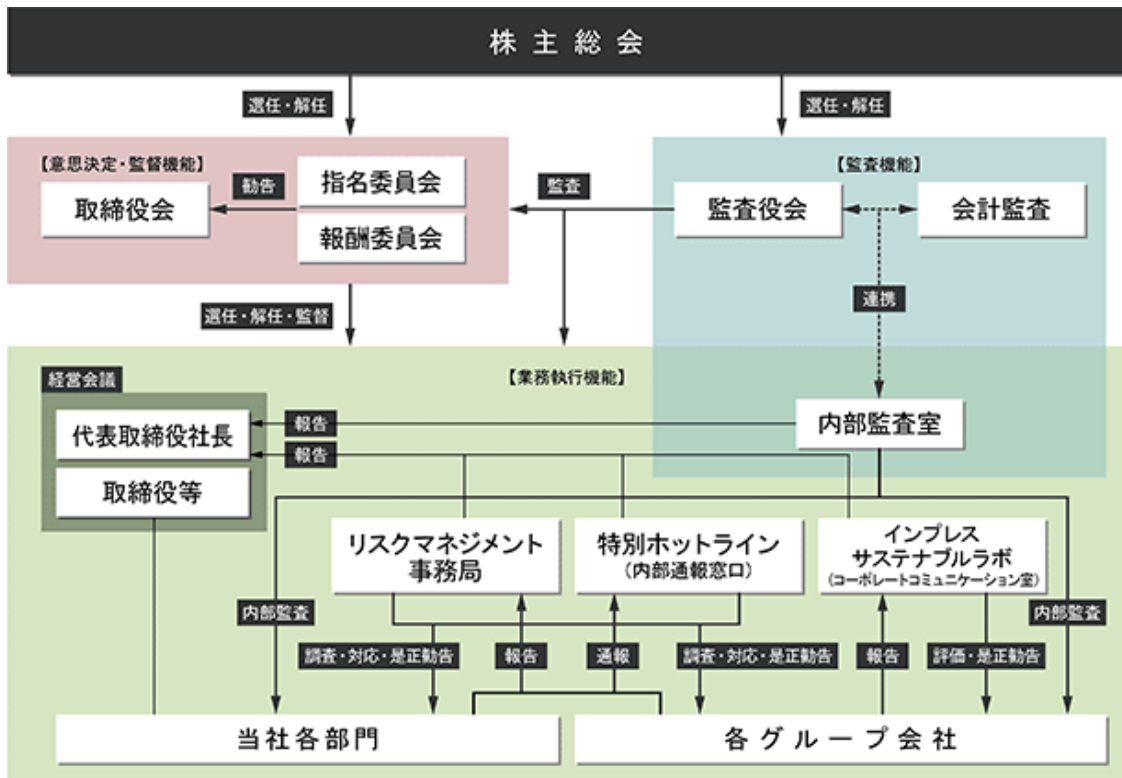 株主総会
選任・解任
選任・解任
【意思決定・監督機能】
【監査機能】
取締役会
勧告
指名委員会
報酬委員会
監査
監査役会
会計監査
選任・解任・監督
連携
【業務執行機能】
経営会議
代表取締役社長
取締役等
報告
報告
内部監査室
リスクマネジメント
事務局
特別ホットライン
(内部通報窓口)
インプレス
サステナブルラボ
(コーポレートコミュニケーション室)
内部監査
内部監査
調査・対応・是正勧告
報告
通報
調査・対応・是正勧告
報告
評価・是正勧告
当社各部門
各グループ会社